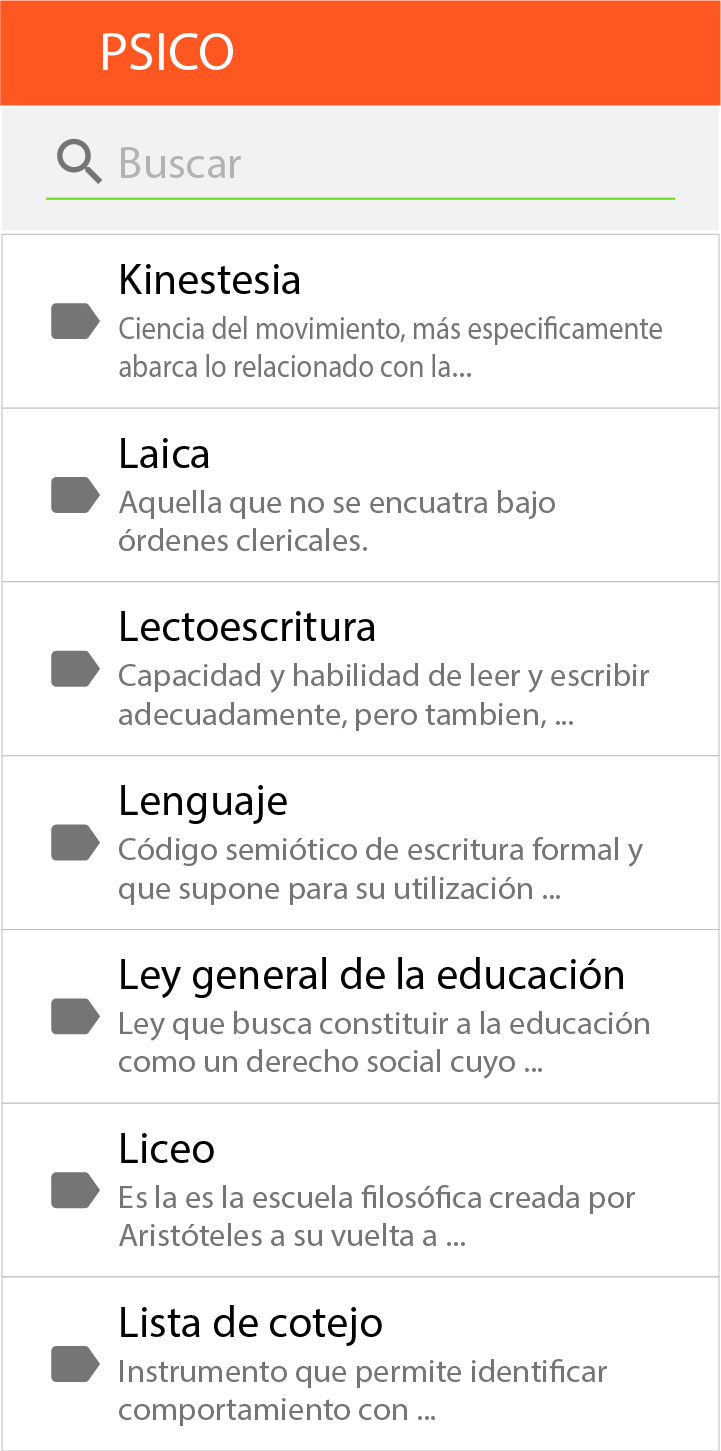 PSICO
Buscar
Kinestesia
Ciencia del movimiento, más especificamente
abarca lo relacionado con la...
Laica
Aquella que no se encuatra bajo
órdenes clericales.
Lectoescritura
Capacidad y habilidad de leer y escribir
adecuadamente, pero tambien, ...
Lenguaje
Código semiótico de escritura formal y
que supone para su utilización ...
Ley general de la educación
Ley que busca constituir a la educación
como un derecho social cuyo ...
Liceo
Es la es la escuela filosófica creada por
Aristóteles a su vuelta a ...
Lista de cotejo
Instrumento que permite identificar
comportamiento con ...